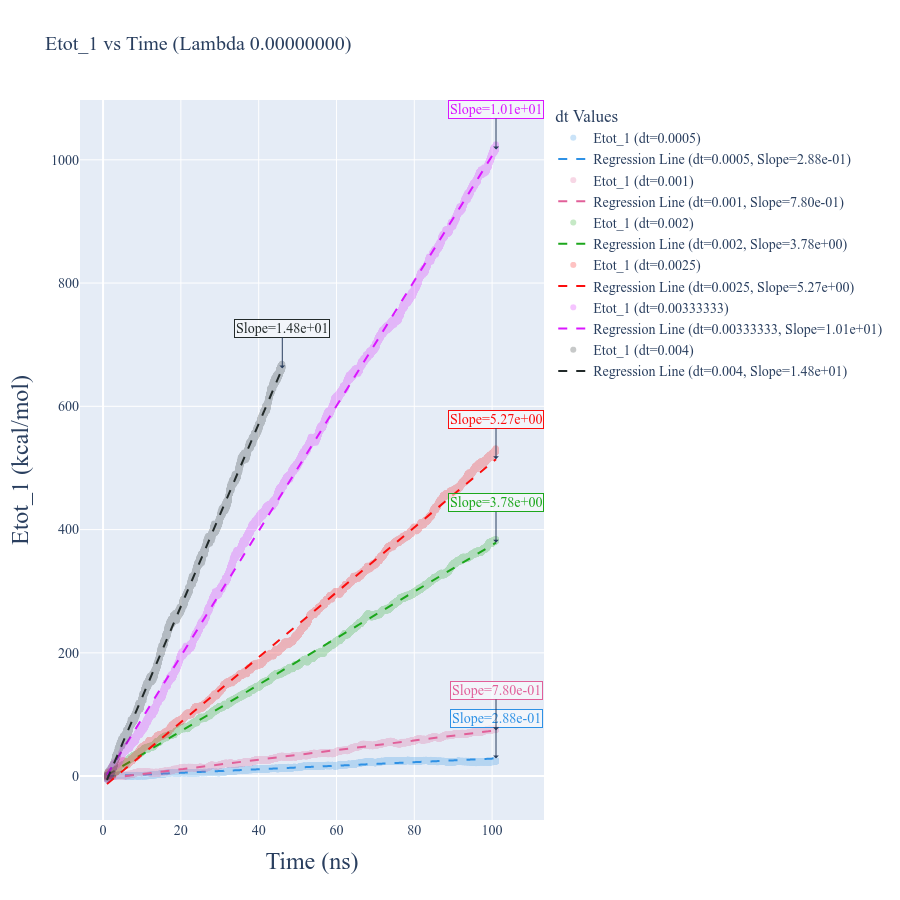 Etot_1 vs Time (Lambda 0.00000000)
Slope=1.01e+01
Slope=1.48e+01
Slope=5.27e+00
Slope=3.78e+00
Slope=7.80e-01
Slope=2.88e-01
1000
800
600
400
200
0
Etot_1 (kcal/mol)
0 20 40 60 80 100
Time (ns)
dt Values
Etot_1 (dt=0.0005)
Regression Line (dt=0.0005, Slope=2.88e-01)
Etot_1 (dt=0.001)
Regression Line (dt=0.001, Slope=7.80e-01)
Etot_1 (dt=0.002)
Regression Line (dt=0.002, Slope=3.78e+00)
Etot_1 (dt=0.0025)
Regression Line (dt=0.0025, Slope=5.27e+00)
Etot_1 (dt=0.00333333)
Regression Line (dt=0.00333333, Slope=1.01e+01)
Etot_1 (dt=0.004)
Regression Line (dt=0.004, Slope=1.48e+01)